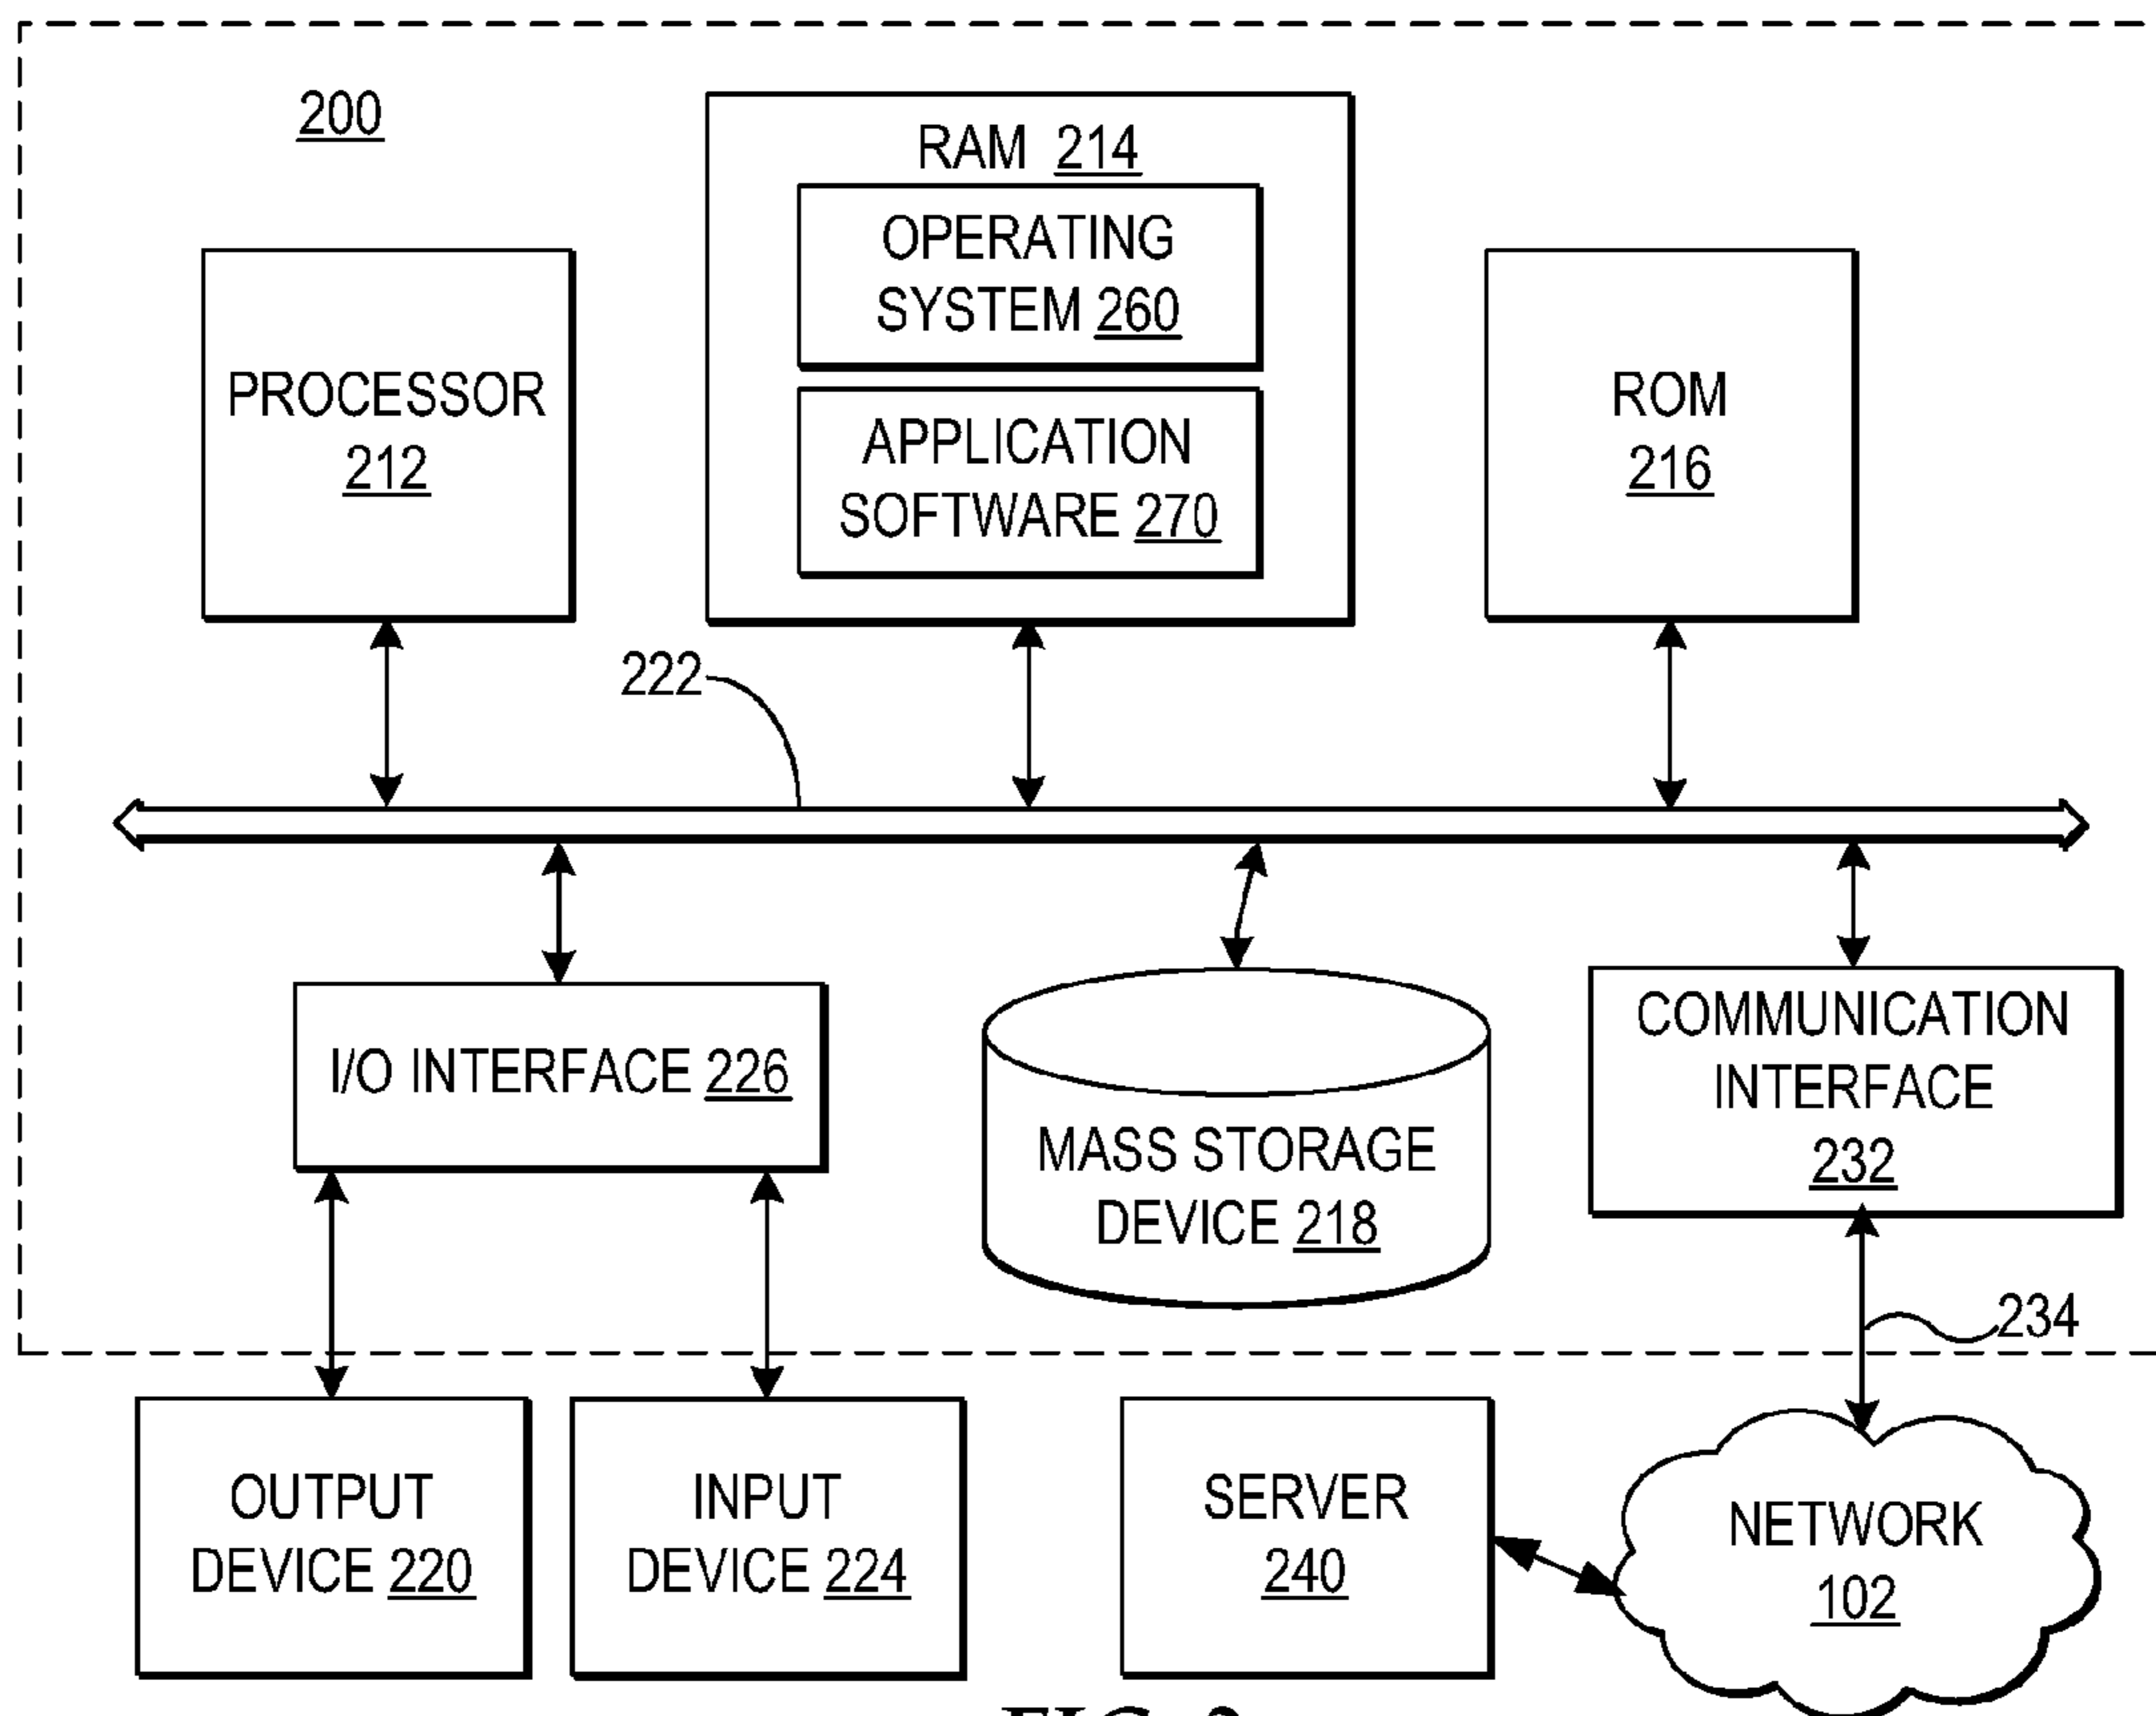 200
RAM 214
OPERATING
SYSTEM 260
PROCESSOR
212
APPLICATION
SOFTWARE 270
ROM
216
222
I/O INTERFACE 226
MASS STORAGE
DEVICE 218
COMMUNICATION
INTERFACE
232
234
OUTPUT
DEVICE 220
INPUT
DEVICE 224
SERVER
240
NETWORK
102